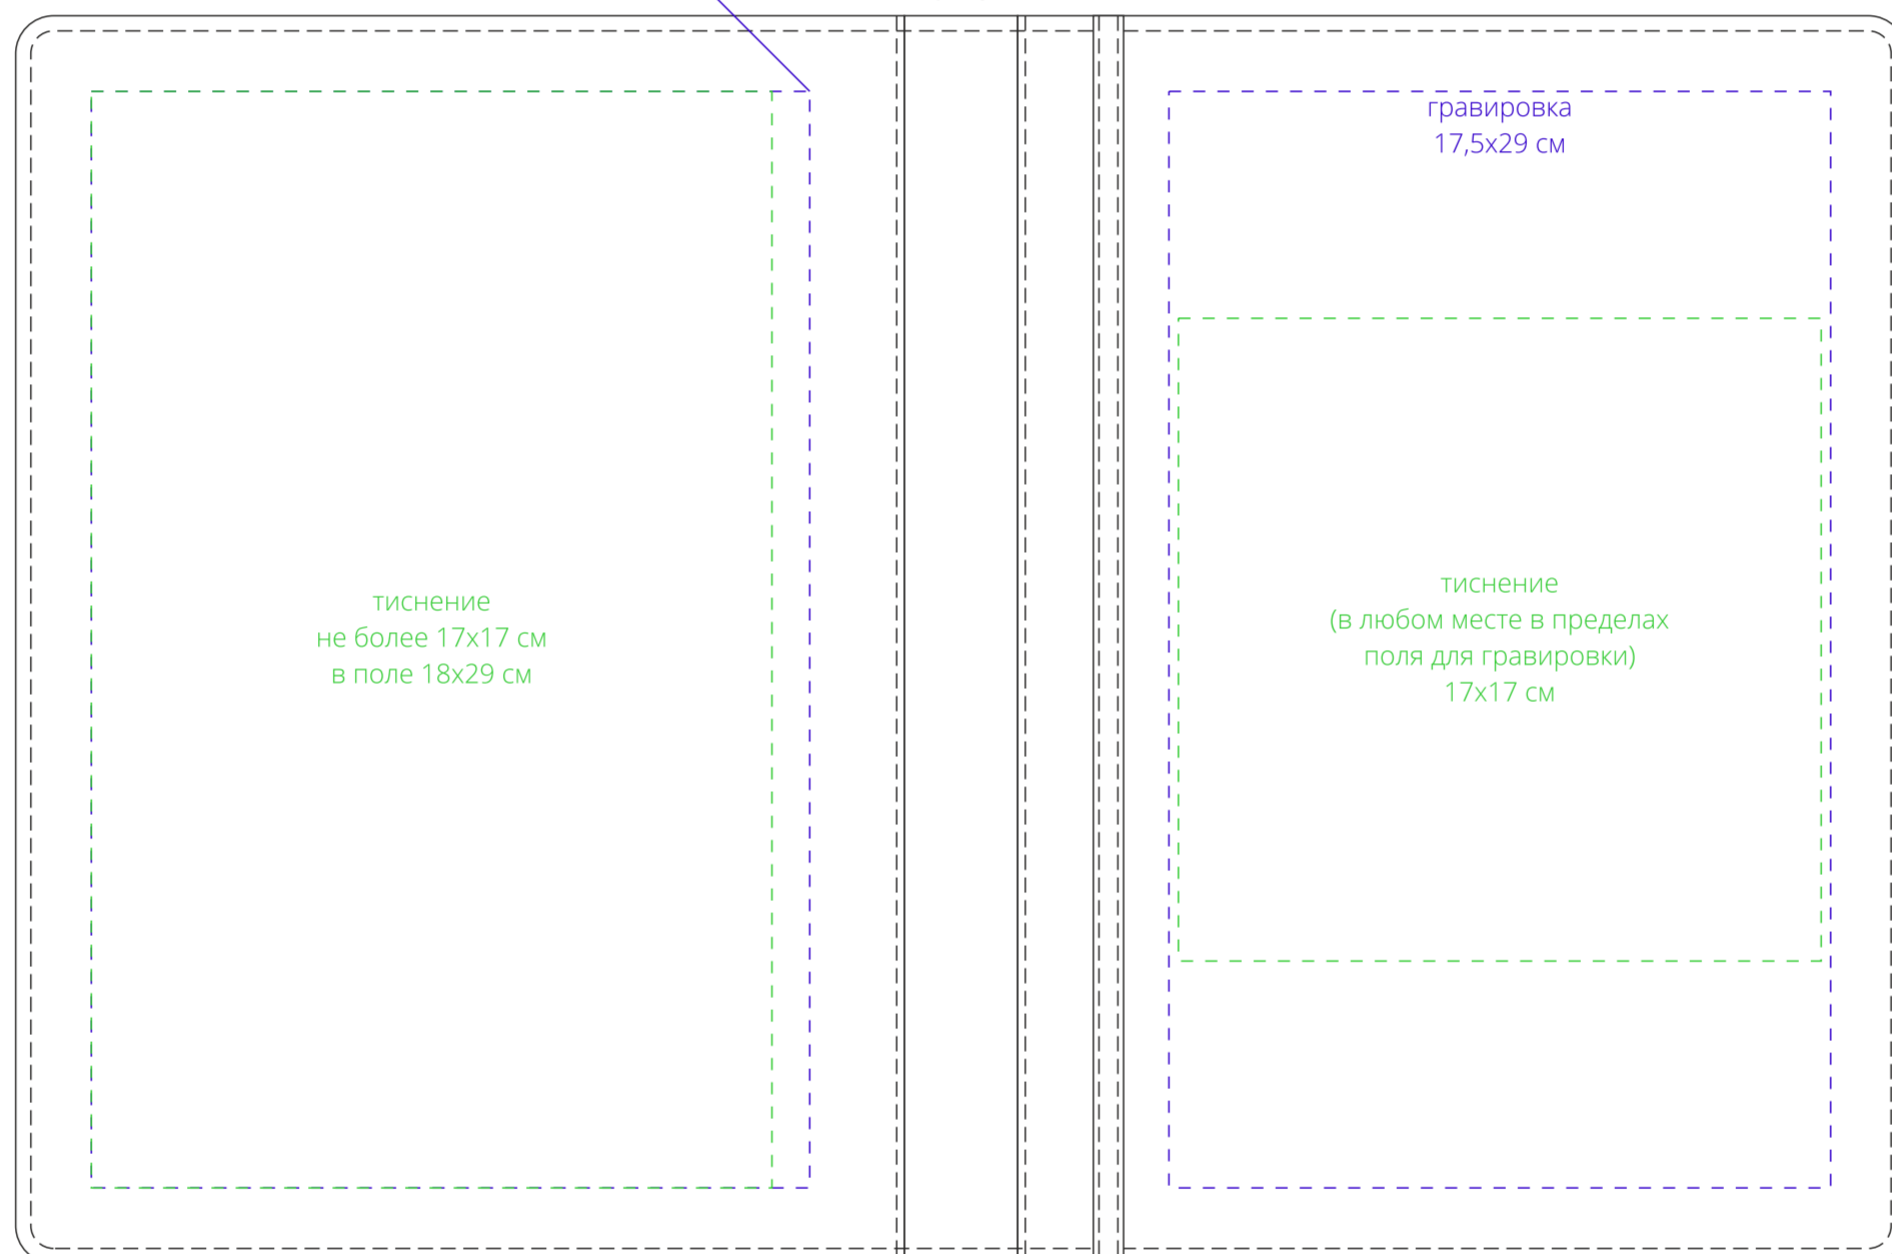 гравировка
17,5х29 см
тиснение
не более 17х17 см
в поле 18х29 см
тиснение
(в любом месте в пределах
поля для гравировки)
17х17 см